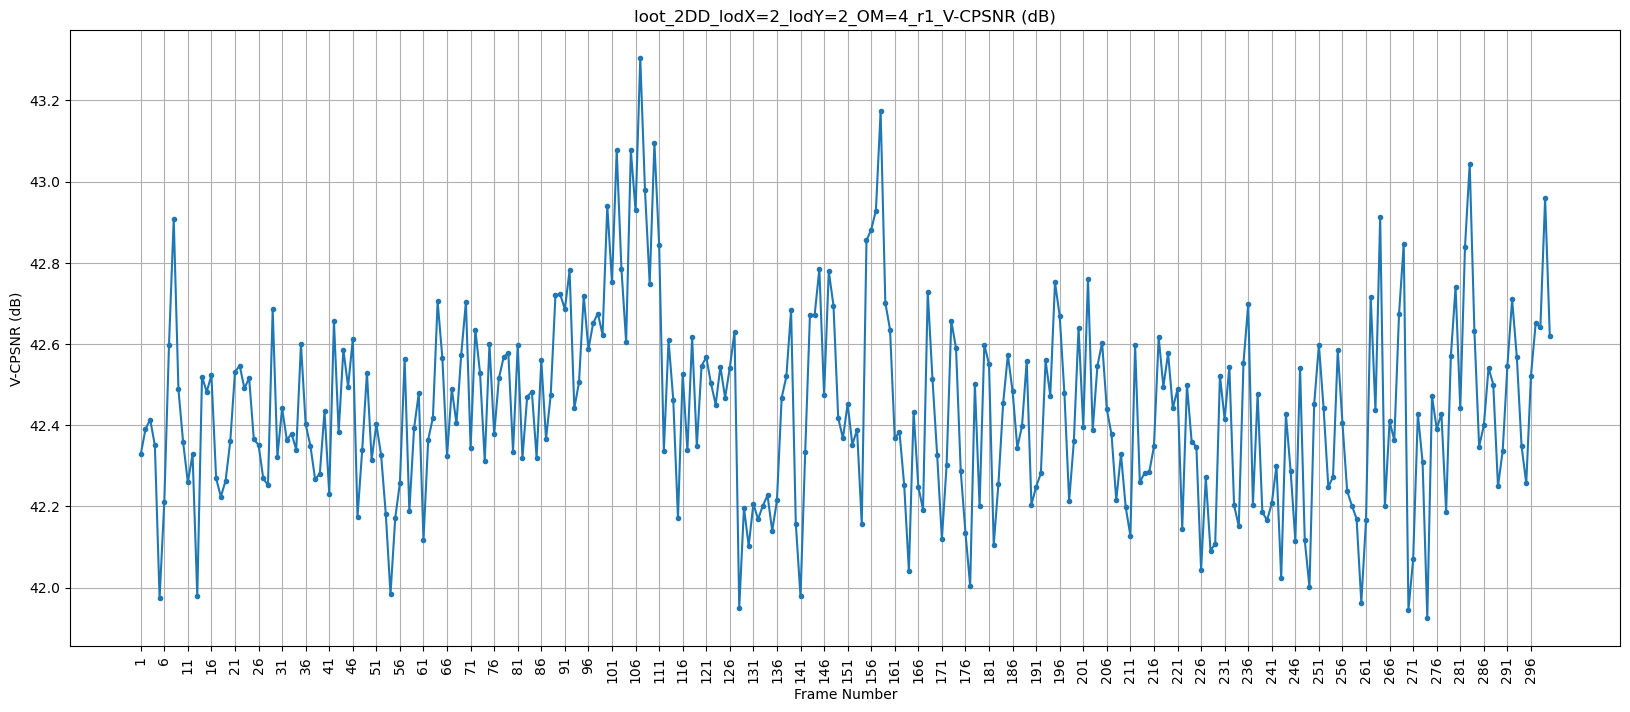 loot_2DD_lodX=2_lodY=2_OM=4_r1_V-CPSNR (dB)
V-CPSNR (dB)
43.2
43.0
42.8
42.6
42.4
42.2
42.0
1 6 11 16 21 26 31 36 41 46 51 56 61 66 71 76 81 86 91 96 101 106 111 116 121 126 131 136 141 146 151 156 161 166 171 176 181 186 191 196 201 206 211 216 221 226 231 236 241 246 251 256 261 266 271 276 281 286 291 296
Frame Number